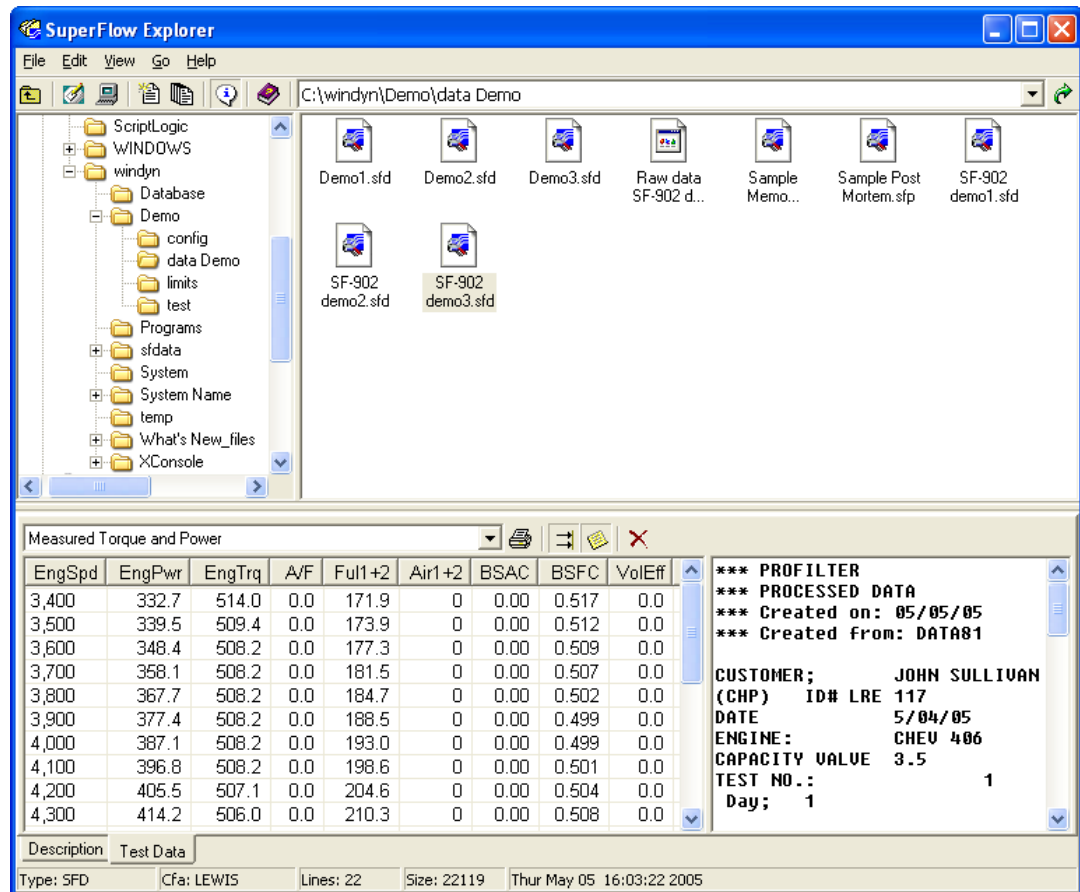 SuperFlow Explorer
File Edit View Go Help
C:\windyn\Demo\data Demo
ScriptLogic
WINDOWS
windyn
Database
Demo
config
data Demo
limits
test
Programs
sfdata
System
System Name
temp
What's New_files
XConsole
Demo1.sfd
Demo2.sfd
Demo3.sfd
Raw data
SF-902 d...
Sample
Memo...
Sample Post
Mortem.sfp
SF-902
demo1.sfd
SF-902
demo2.sfd
SF-902
demo3.sfd
Measured Torque and Power
EngSpd EngPwr EngTrq A/F Ful1+2 Air1+2 BSAC BSFC VolEff
3,400 332.7 514.0 0.0 171.9 0 0.00 0.517 0.0
3,500 339.5 509.4 0.0 173.9 0 0.00 0.512 0.0
3,600 348.4 508.2 0.0 177.3 0 0.00 0.509 0.0
3,700 358.1 508.2 0.0 181.5 0 0.00 0.507 0.0
3,800 367.7 508.2 0.0 184.7 0 0.00 0.502 0.0
3,900 377.4 508.2 0.0 188.5 0 0.00 0.499 0.0
4,000 387.1 508.2 0.0 193.0 0 0.00 0.499 0.0
4,100 396.8 508.2 0.0 198.6 0 0.00 0.501 0.0
4,200 405.5 507.1 0.0 204.6 0 0.00 0.504 0.0
4,300 414.2 506.0 0.0 210.3 0 0.00 0.508 0.0
*** PROFILTER
*** PROCESSED DATA
*** Created on: 05/05/05
*** Created from: DATA81
CUSTOMER; JOHN SULLIVAN
(CHP) ID# LRE 117
DATE 5/04/05
ENGINE: CHEV 406
CAPACITY VALUE 3.5
TEST NO.: 1
Day; 1
Description Test Data
Type: SFD Cfa: LEWIS Lines: 22 Size: 22119 Thur May 05 16:03:22 2005